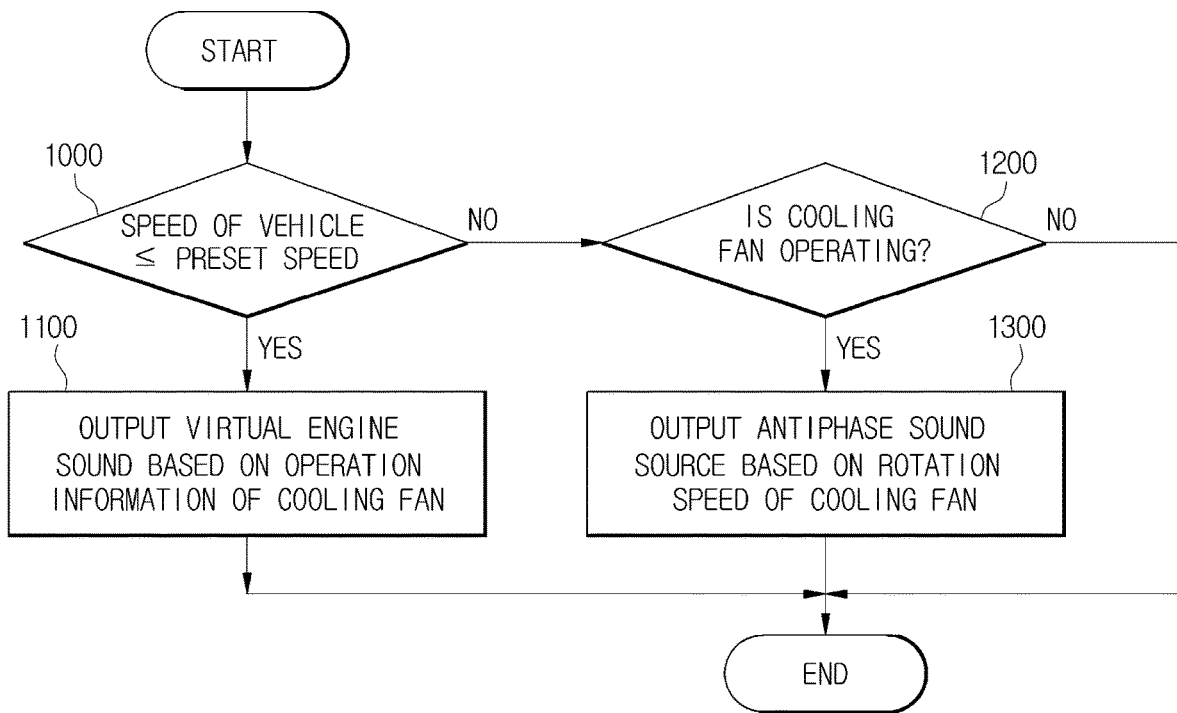 START
1000
SPEED OF VEHICLE
≤ PRESET SPEED
NO
1200
IS COOLING
FAN OPERATING?
NO
1100
YES
OUTPUT VIRTUAL ENGINE
SOUND BASED ON OPERATION
INFORMATION OF COOLING FAN
1300
YES
OUTPUT ANTIPHASE SOUND
SOURCE BASED ON ROTATION
SPEED OF COOLING FAN
END